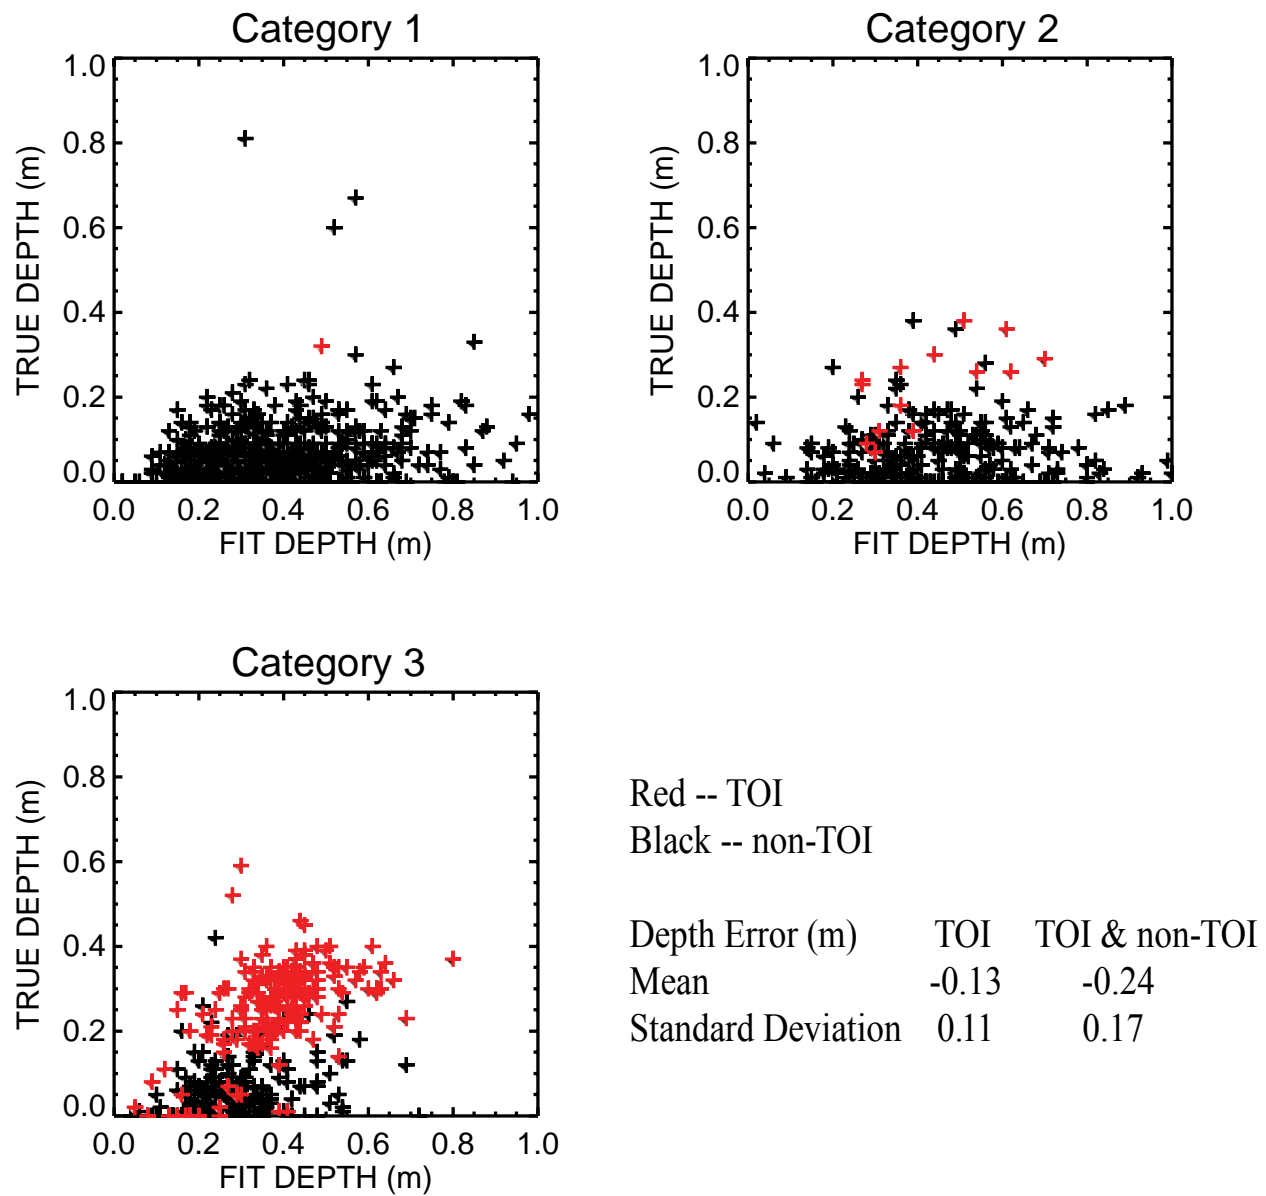 Category 1
1.0
0.8
0.6
0.4
0.2
0.0
TRUE DEPTH (m)
0.0 0.2 0.4 0.6 0.8 1.0
FIT DEPTH (m)
Category 2
1.0
0.8
0.6
0.4
0.2
0.0
TRUE DEPTH (m)
0.0 0.2 0.4 0.6 0.8 1.0
FIT DEPTH (m)
Category 3
1.0
0.8
0.6
0.4
0.2
0.0
TRUE DEPTH (m)
0.0 0.2 0.4 0.6 0.8 1.0
FIT DEPTH (m)
Red -- TOI
Black -- non-TOI
Depth Error (m) TOI TOI & non-TOI
Mean -0.13 -0.24
Standard Deviation 0.11 0.17